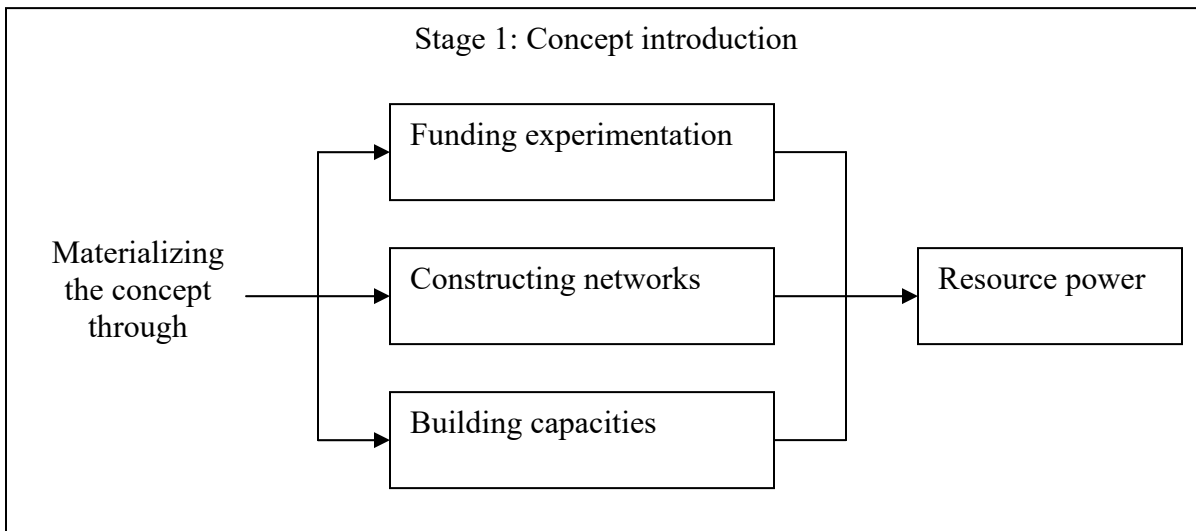 Stage 1: Concept introduction
Funding experimentation
Materializing
the concept
through
Constructing networks
Resource power
Building capacities